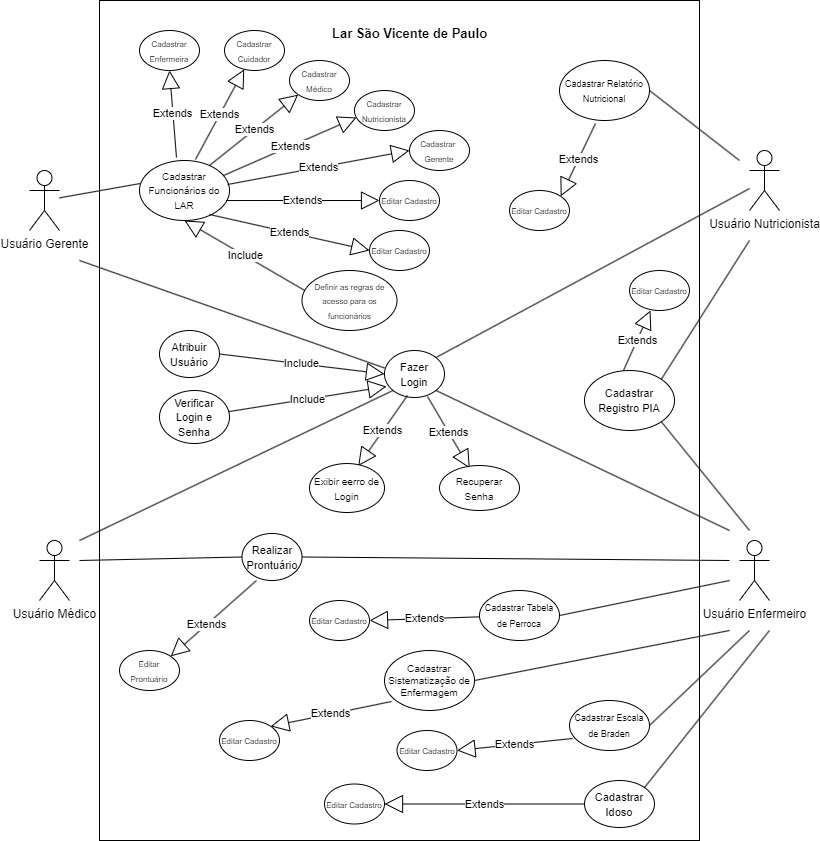 Lar São Vicente de Paulo
Cadastrar
Enfermeira
Cadastrar
Cuidador
Cadastrar
Médico
Cadastrar
Nutricionista
Cadastrar
Gerente
Extends
Extends
Extends
Extends
Extends
Extends
Extends
Editar Cadastro
Editar Cadastro
Cadastrar
Funcionários do
LAR
Include
Definir as regras de
acesso para os
funcionários
Usuário Gerente
Cadastrar Relatório
Nutricional
Extends
Editar Cadastro
Usuário Nutricionista
Editar Cadastro
Extends
Cadastrar
Registro PIA
Atribuir
Usuário
Include
Fazer
Login
Verificar
Login e
Senha
Include
Extends
Extends
Exibir eerro de
Login
Recuperar
Senha
Realizar
Prontuário
Usuário Médico
Usuário Enfermeiro
Extends
Editar
Prontuário
Editar Cadastro
Extends
Cadastrar Tabela
de Perroca
Cadastrar
Sistematização de
Enfermagem
Extends
Editar Cadastro
Cadastrar Escala
de Braden
Extends
Editar Cadastro
Editar Cadastro
Extends
Cadastrar
Idoso